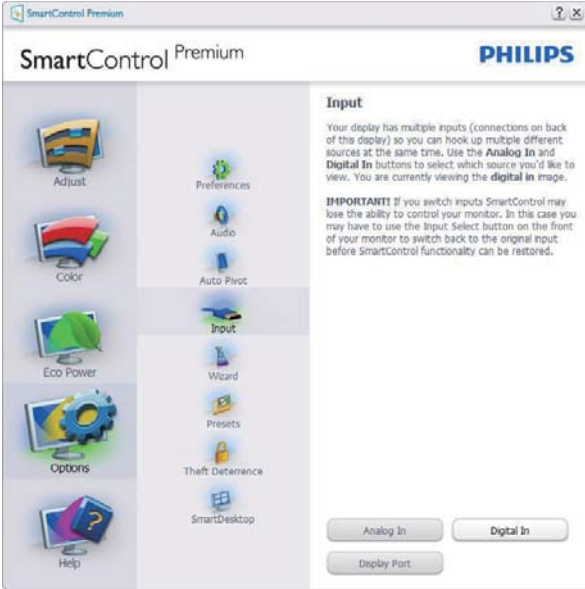 SmartControl Premium
? ×
SmartControl Premium
PHILIPS
Adjust
Color
Eco Power
Options
Help
Preferences
Audio
Auto Pivot
Input
Wizard
Presets
Theft Deterrence
SmartDesktop
Input
Your display has multiple inputs (connections on back
of this display) so you can hook up multiple different
sources at the same time. Use the Analog In and
Digital In buttons to select which source you'd like to
view. You are currently viewing the digital in image.
IMPORTANT! If you switch inputs SmartControl may
lose the ability to control your monitor. In this case you
may have to use the Input Select button on the front
of your monitor to switch back to the original input
before SmartControl functionality can be restored.
Analog In
Digital In
Display Port